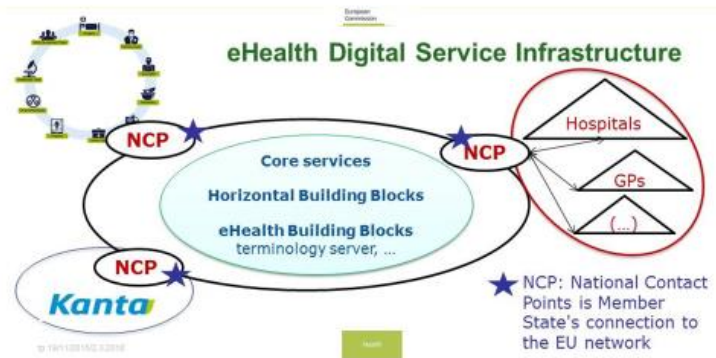 European
Commission
eHealth Digital Service Infrastructure
NCP
NCP
Hospitals
Core services
Horizontal Building Blocks
GPs
eHealth Building Blocks
terminology server, ...
(...)
NCP
Kanta
NCP: National Contact
Points is Member
State's connection to
the EU network
Health